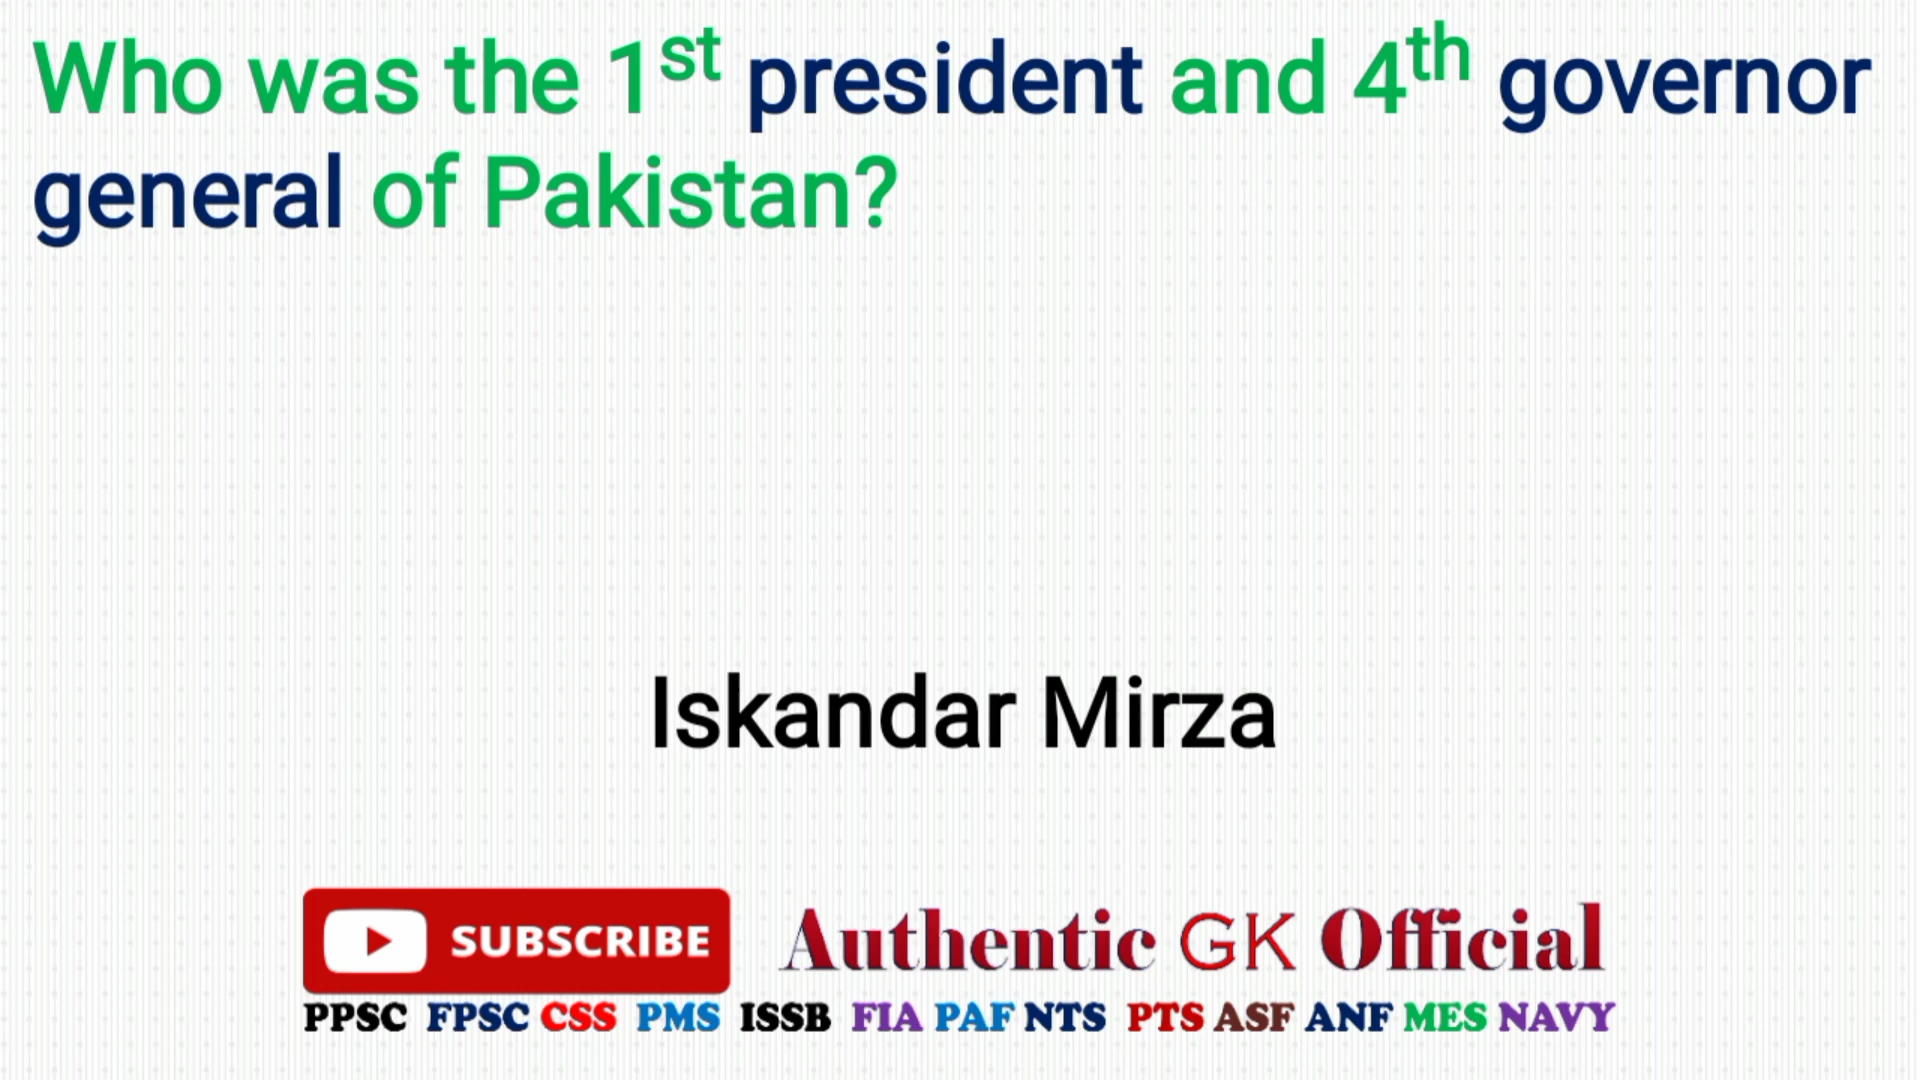 Who was the 1st president and 4th governor
general of Pakistan?
Iskandar Mirza
SUBSCRIBE Authentic GK Official
PPSC FPSC CSS PMS ISSB FIA PAF NTS PTS ASF ANF MES NAVY